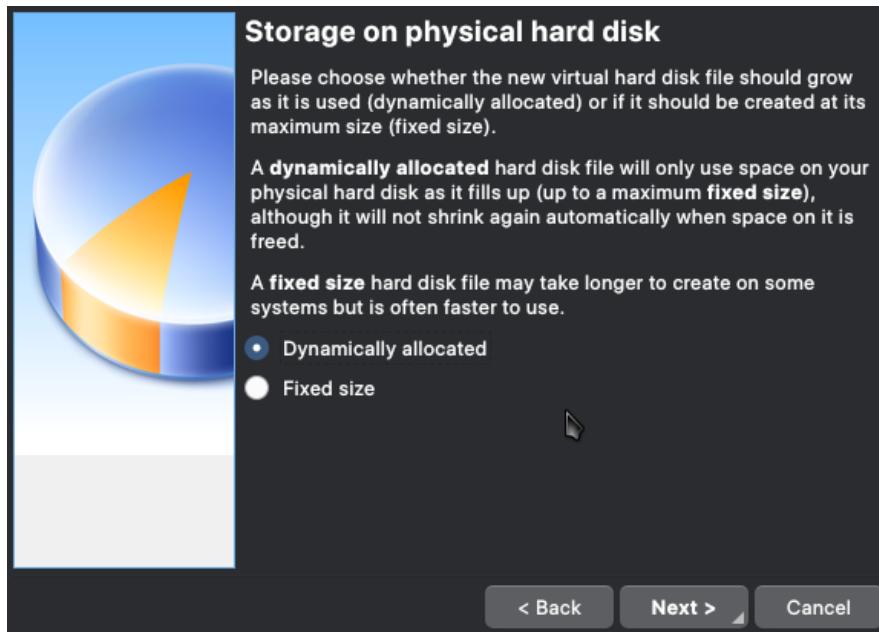 Storage on physical hard disk
Please choose whether the new virtual hard disk file should grow
as it is used (dynamically allocated) or if it should be created at its
maximum size (fixed size).
A dynamically allocated hard disk file will only use space on your
physical hard disk as it fills up (up to a maximum fixed size),
although it will not shrink again automatically when space on it is
freed.
A fixed size hard disk file may take longer to create on some
systems but is often faster to use.
Dynamically allocated
Fixed size
< Back
Next >
Cancel